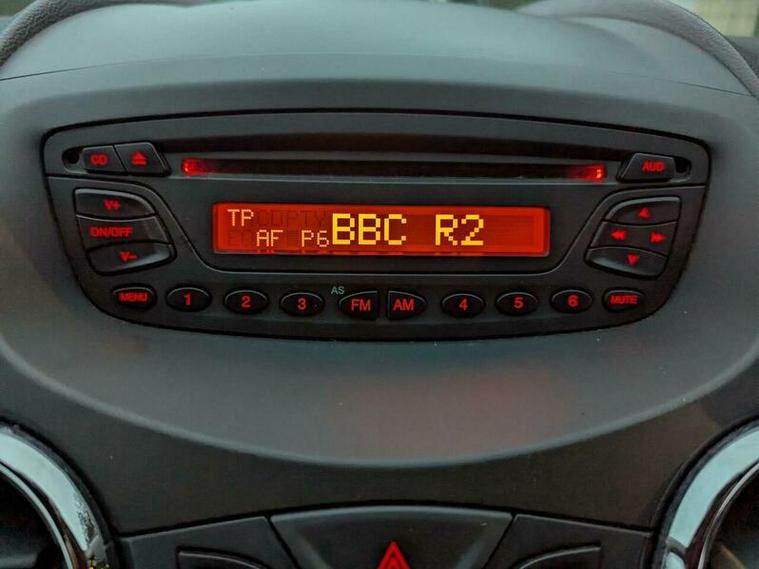 CD
AUD
V+
ON/OFF
V-
TP
AF P6
BBC R2
MENU
1
2
3
AS
FM
AM
4
5
6
MUTE